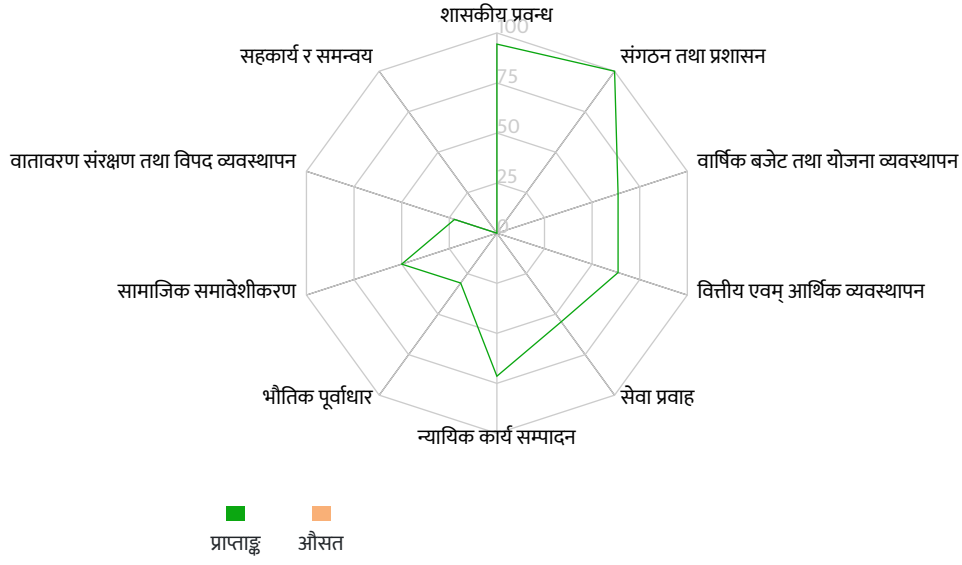 शासकीय प्रवन्ध
100
सहकार्य र समन्वय
संगठन तथा प्रशासन
75
50
वातावरण संरक्षण तथा विपद व्यवस्थापन
वार्षिक बजेट तथा योजना व्यवस्थापन
25
0
सामाजिक समावेशीकरण
वित्तीय एवम् आर्थिक व्यवस्थापन
भौतिक पूर्वाधार
सेवा प्रवाह
न्यायिक कार्य सम्पादन
प्राप्ताङ्क
औसत